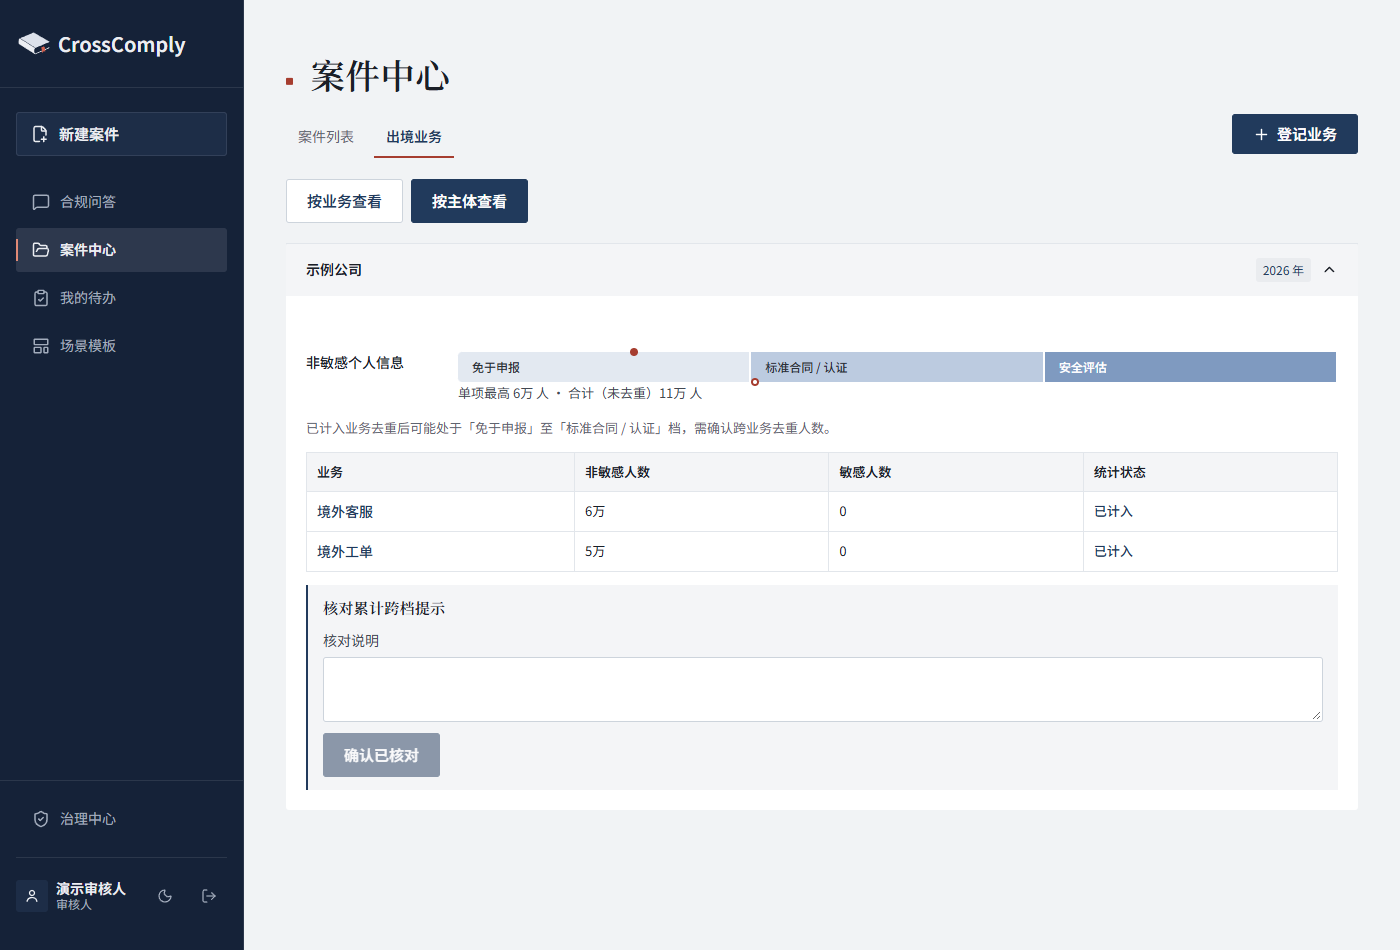 CrossComply
新建案件
合规问答
案件中心
我的待办
场景模板
治理中心
演示审核人
审核人
案件中心
案件列表
出境业务
登记业务
按业务查看
按主体查看
示例公司
2026 年
非敏感个人信息
免于申报
标准合同 / 认证
安全评估
单项最高 6万 人 · 合计（未去重）11万 人
已计入业务去重后可能处于「免于申报」至「标准合同 / 认证」档，需确认跨业务去重人数。
业务 非敏感人数 敏感人数 统计状态
境外客服 6万 0 已计入
境外工单 5万 0 已计入
核对累计跨档提示
核对说明
确认已核对